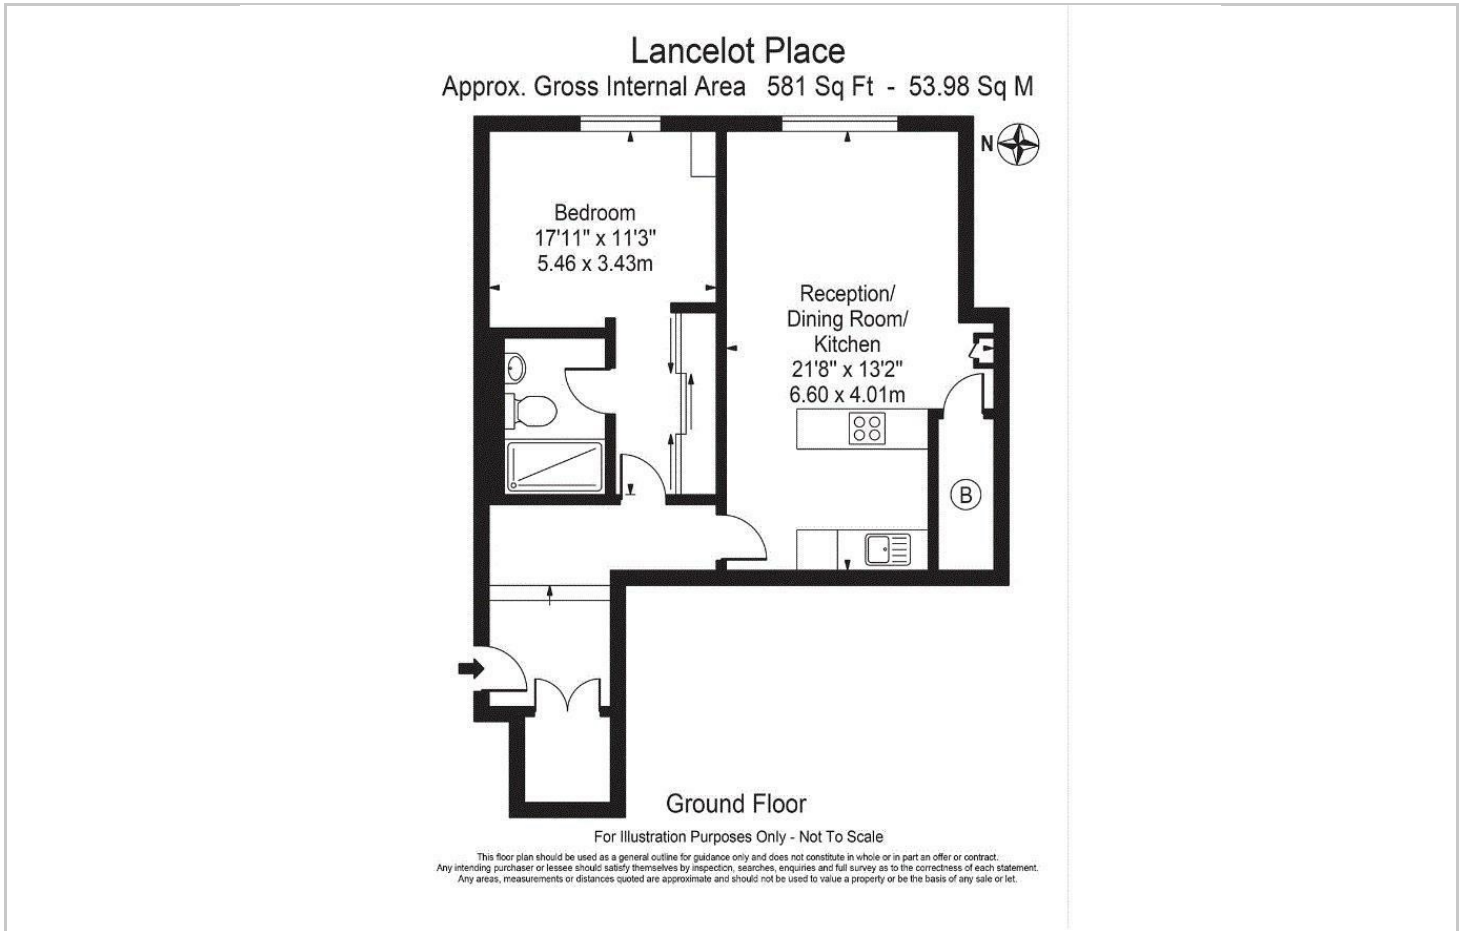 Lancelot Place
Approx. Gross Internal Area 581 Sq Ft - 53.98 Sq M
N
Bedroom
17'11" x 11'3"
5.46 x 3.43m
Reception/
Dining Room/
Kitchen
21'8" x 13'2"
6.60 x 4.01m
B
Ground Floor
For Illustration Purposes Only - Not To Scale
This floor plan should be used as a general outline for guidance only and does not constitute in whole or in part an offer or contract.
Any intending purchaser or lessee should satisfy themselves by inspection, searches, enquiries and full survey as to the correctness of each statement.
Any areas, measurements or distances quoted are approximate and should not be used to value a property or be the basis of any sale or let.